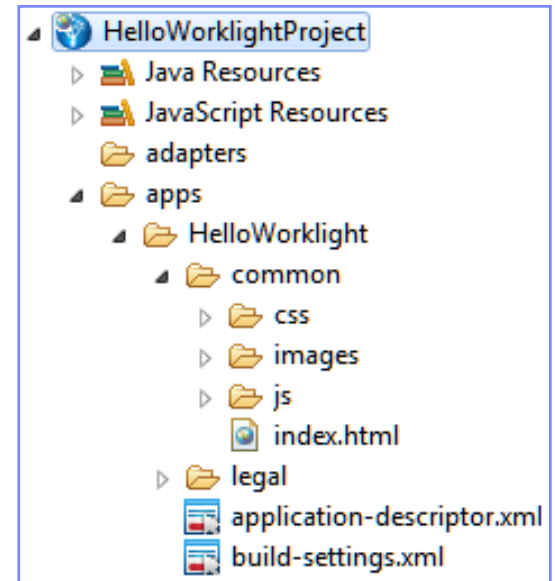 HelloWorklightProject
Java Resources
JavaScript Resources
adapters
apps
HelloWorklight
common
css
images
js
index.html
legal
application-descriptor.xml
build-settings.xml